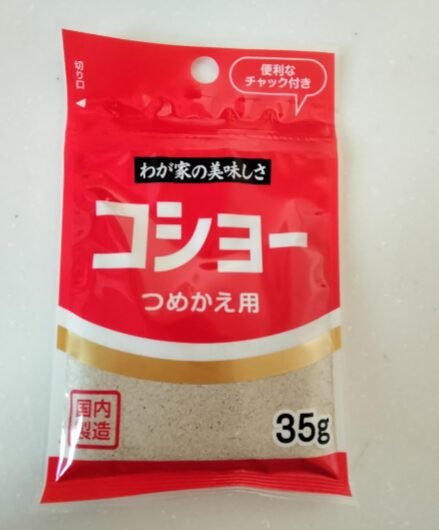 切り口
便利な
チャック付き
わが家の美味しさ
コショー
つめかえ用
国内
製造
35g